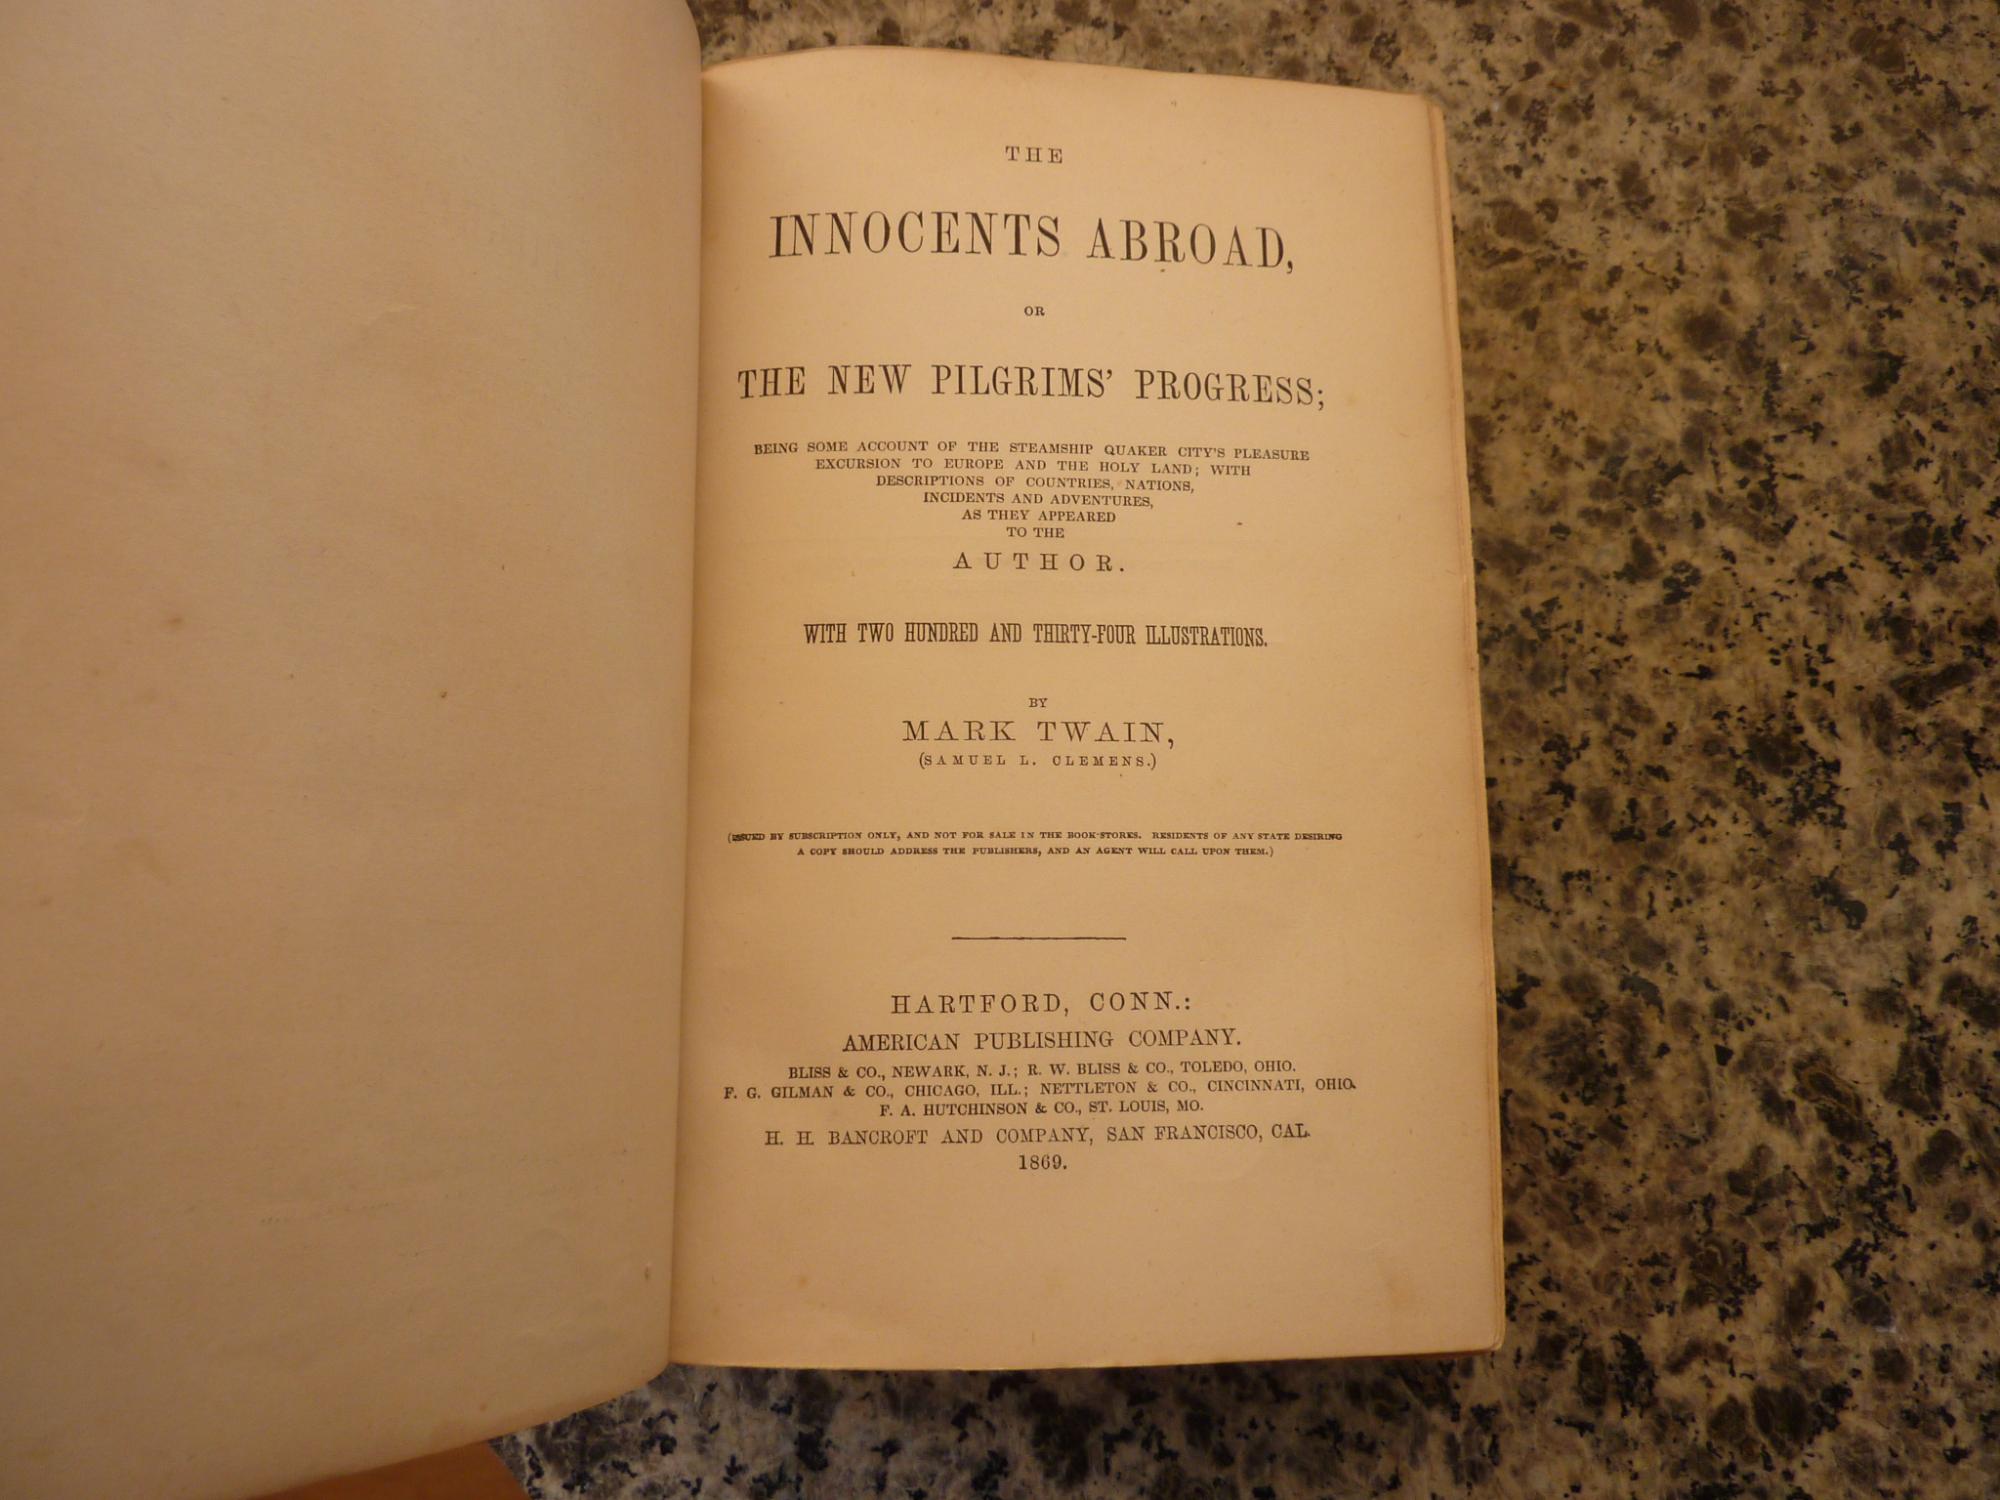 THE
INNOCENTS ABROAD,
OR
THE NEW PILGRIMS' PROGRESS;
BEING SOME ACCOUNT OF THE STEAMSHIP QUAKER CITY'S PLEASURE
EXCURSION TO EUROPE AND THE HOLY LAND; WITH
DESCRIPTIONS OF COUNTRIES, NATIONS,
INCIDENTS AND ADVENTURES,
AS THEY APPEARED
TO THE
AUTHOR.
WITH TWO HUNDRED AND THIRTY-FOUR ILLUSTRATIONS.
BY
MARK TWAIN,
(SAMUEL L. CLEMENS.)
(ISSUED BY SUBSCRIPTION ONLY, AND NOT FOR SALE IN THE BOOK-STORES. RESIDENTS OF ANY STATE DESIRING
A COPY SHOULD ADDRESS THE PUBLISHERS, AND AN AGENT WILL CALL UPON THEM.)
HARTFORD, CONN.:
AMERICAN PUBLISHING COMPANY.
BLISS & CO., NEWARK, N. J.; R. W. BLISS & CO., TOLEDO, OHIO.
F. G. GILMAN & CO., CHICAGO, ILL.; NETTLETON & CO., CINCINNATI, OHIO.
F. A. HUTCHINSON & CO., ST. LOUIS, MO.
H. H. BANCROFT AND COMPANY, SAN FRANCISCO, CAL.
1869.